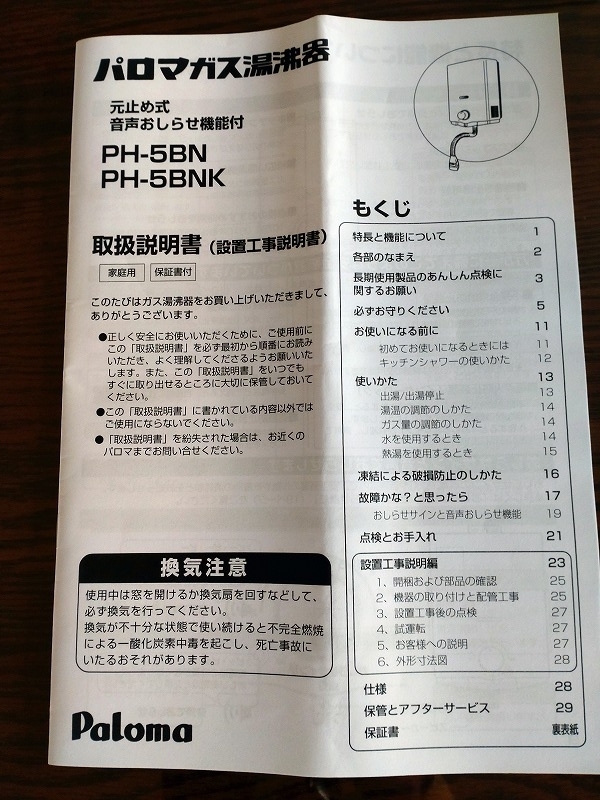 パロマガス湯沸器
元止め式
音声おしらせ機能付
PH-5BN
PH-5BNK
取扱説明書（設置工事説明書）
家庭用 保証書付
このたびはガス湯沸器をお買い上げいただきまして、
ありがとうございます。
●正しく安全にお使いいただくために、ご使用前に
この「取扱説明書」を必ず最初から順番にお読み
いただき、よく理解してくださるようお願いいた
します。また、この「取扱説明書」をいつでも
すぐに取り出せるところに大切に保管しておいて
ください。
●この「取扱説明書」に書かれている内容以外では
ご使用にならないでください。
●「取扱説明書」を紛失された場合は、お近くの
パロマまでお問い合せください。
換気注意
使用中は窓を開けるか換気扇を回すなどして、
必ず換気を行ってください。
換気が不十分な状態で使い続けると不完全燃焼
による一酸化炭素中毒を起こし、死亡事故に
いたるおそれがあります。
Paloma
もくじ
特長と機能について 1
各部のなまえ 2
長期使用製品のあんしん点検に
関するお願い 3
必ずお守りください 5
お使いになる前に 11
初めてお使いになるときには 11
キッチンシャワーの使いかた 12
使いかた 13
出湯/出湯停止 13
湯温の調節のしかた 14
ガス量の調節のしかた 14
水を使用するとき 14
熱湯を使用するとき 15
凍結による破損防止のしかた 16
故障かな？と思ったら 17
おしらせサインと音声おしらせ機能 19
点検とお手入れ 21
設置工事説明編 23
1、開梱および部品の確認 25
2、機器の取り付けと配管工事 25
3、設置工事後の点検 27
4、試運転 27
5、お客様への説明 27
6、外形寸法図 28
仕様 28
保管とアフターサービス 29
保証書 裏表紙